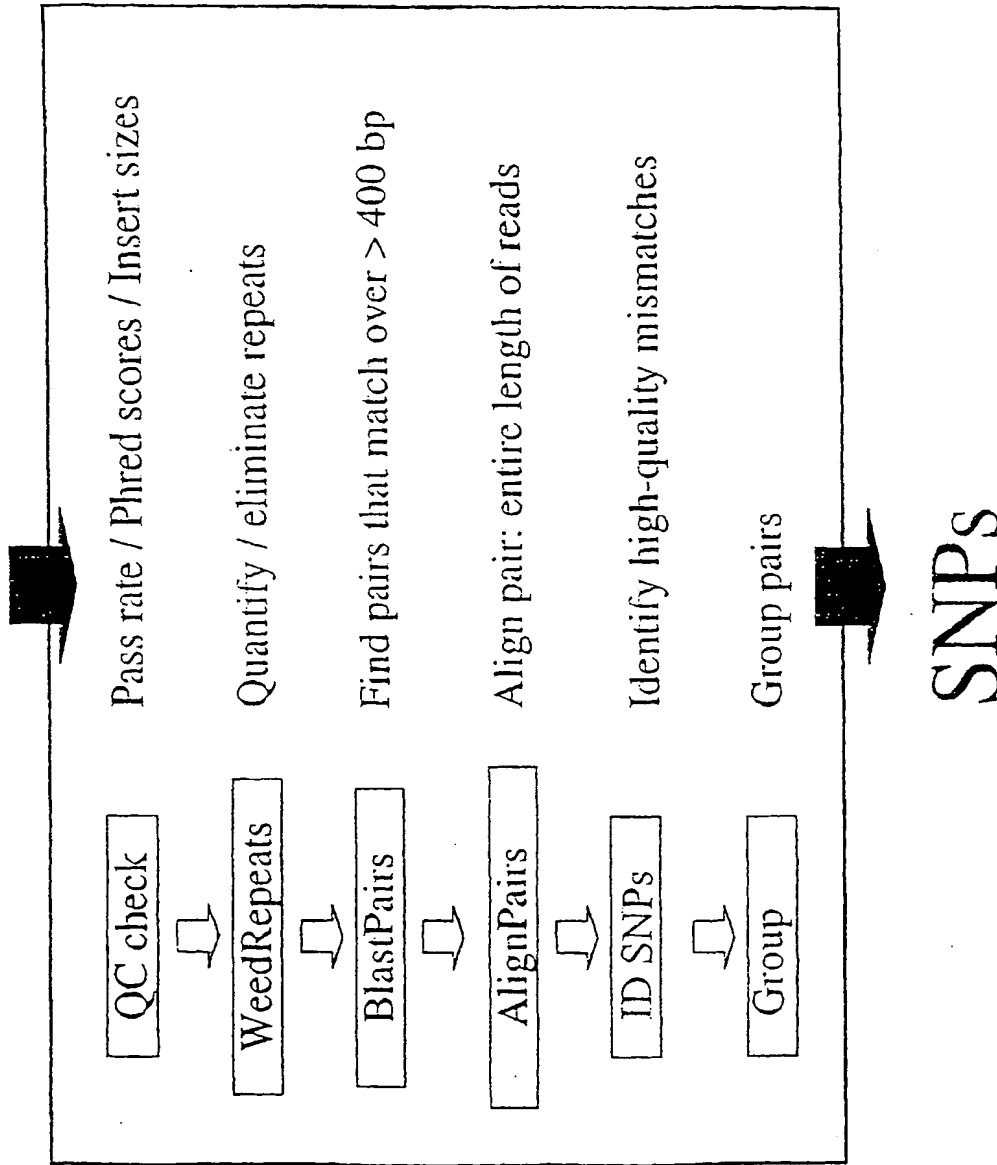 QC check Pass rate / Phred scores / Insert sizes
WeedRepeats Quantify / eliminate repeats
BlastPairs Find pairs that match over > 400 bp
AlignPairs Align pair: entire length of reads
ID SNPs Identify high-quality mismatches
Group Group pairs
SNPs